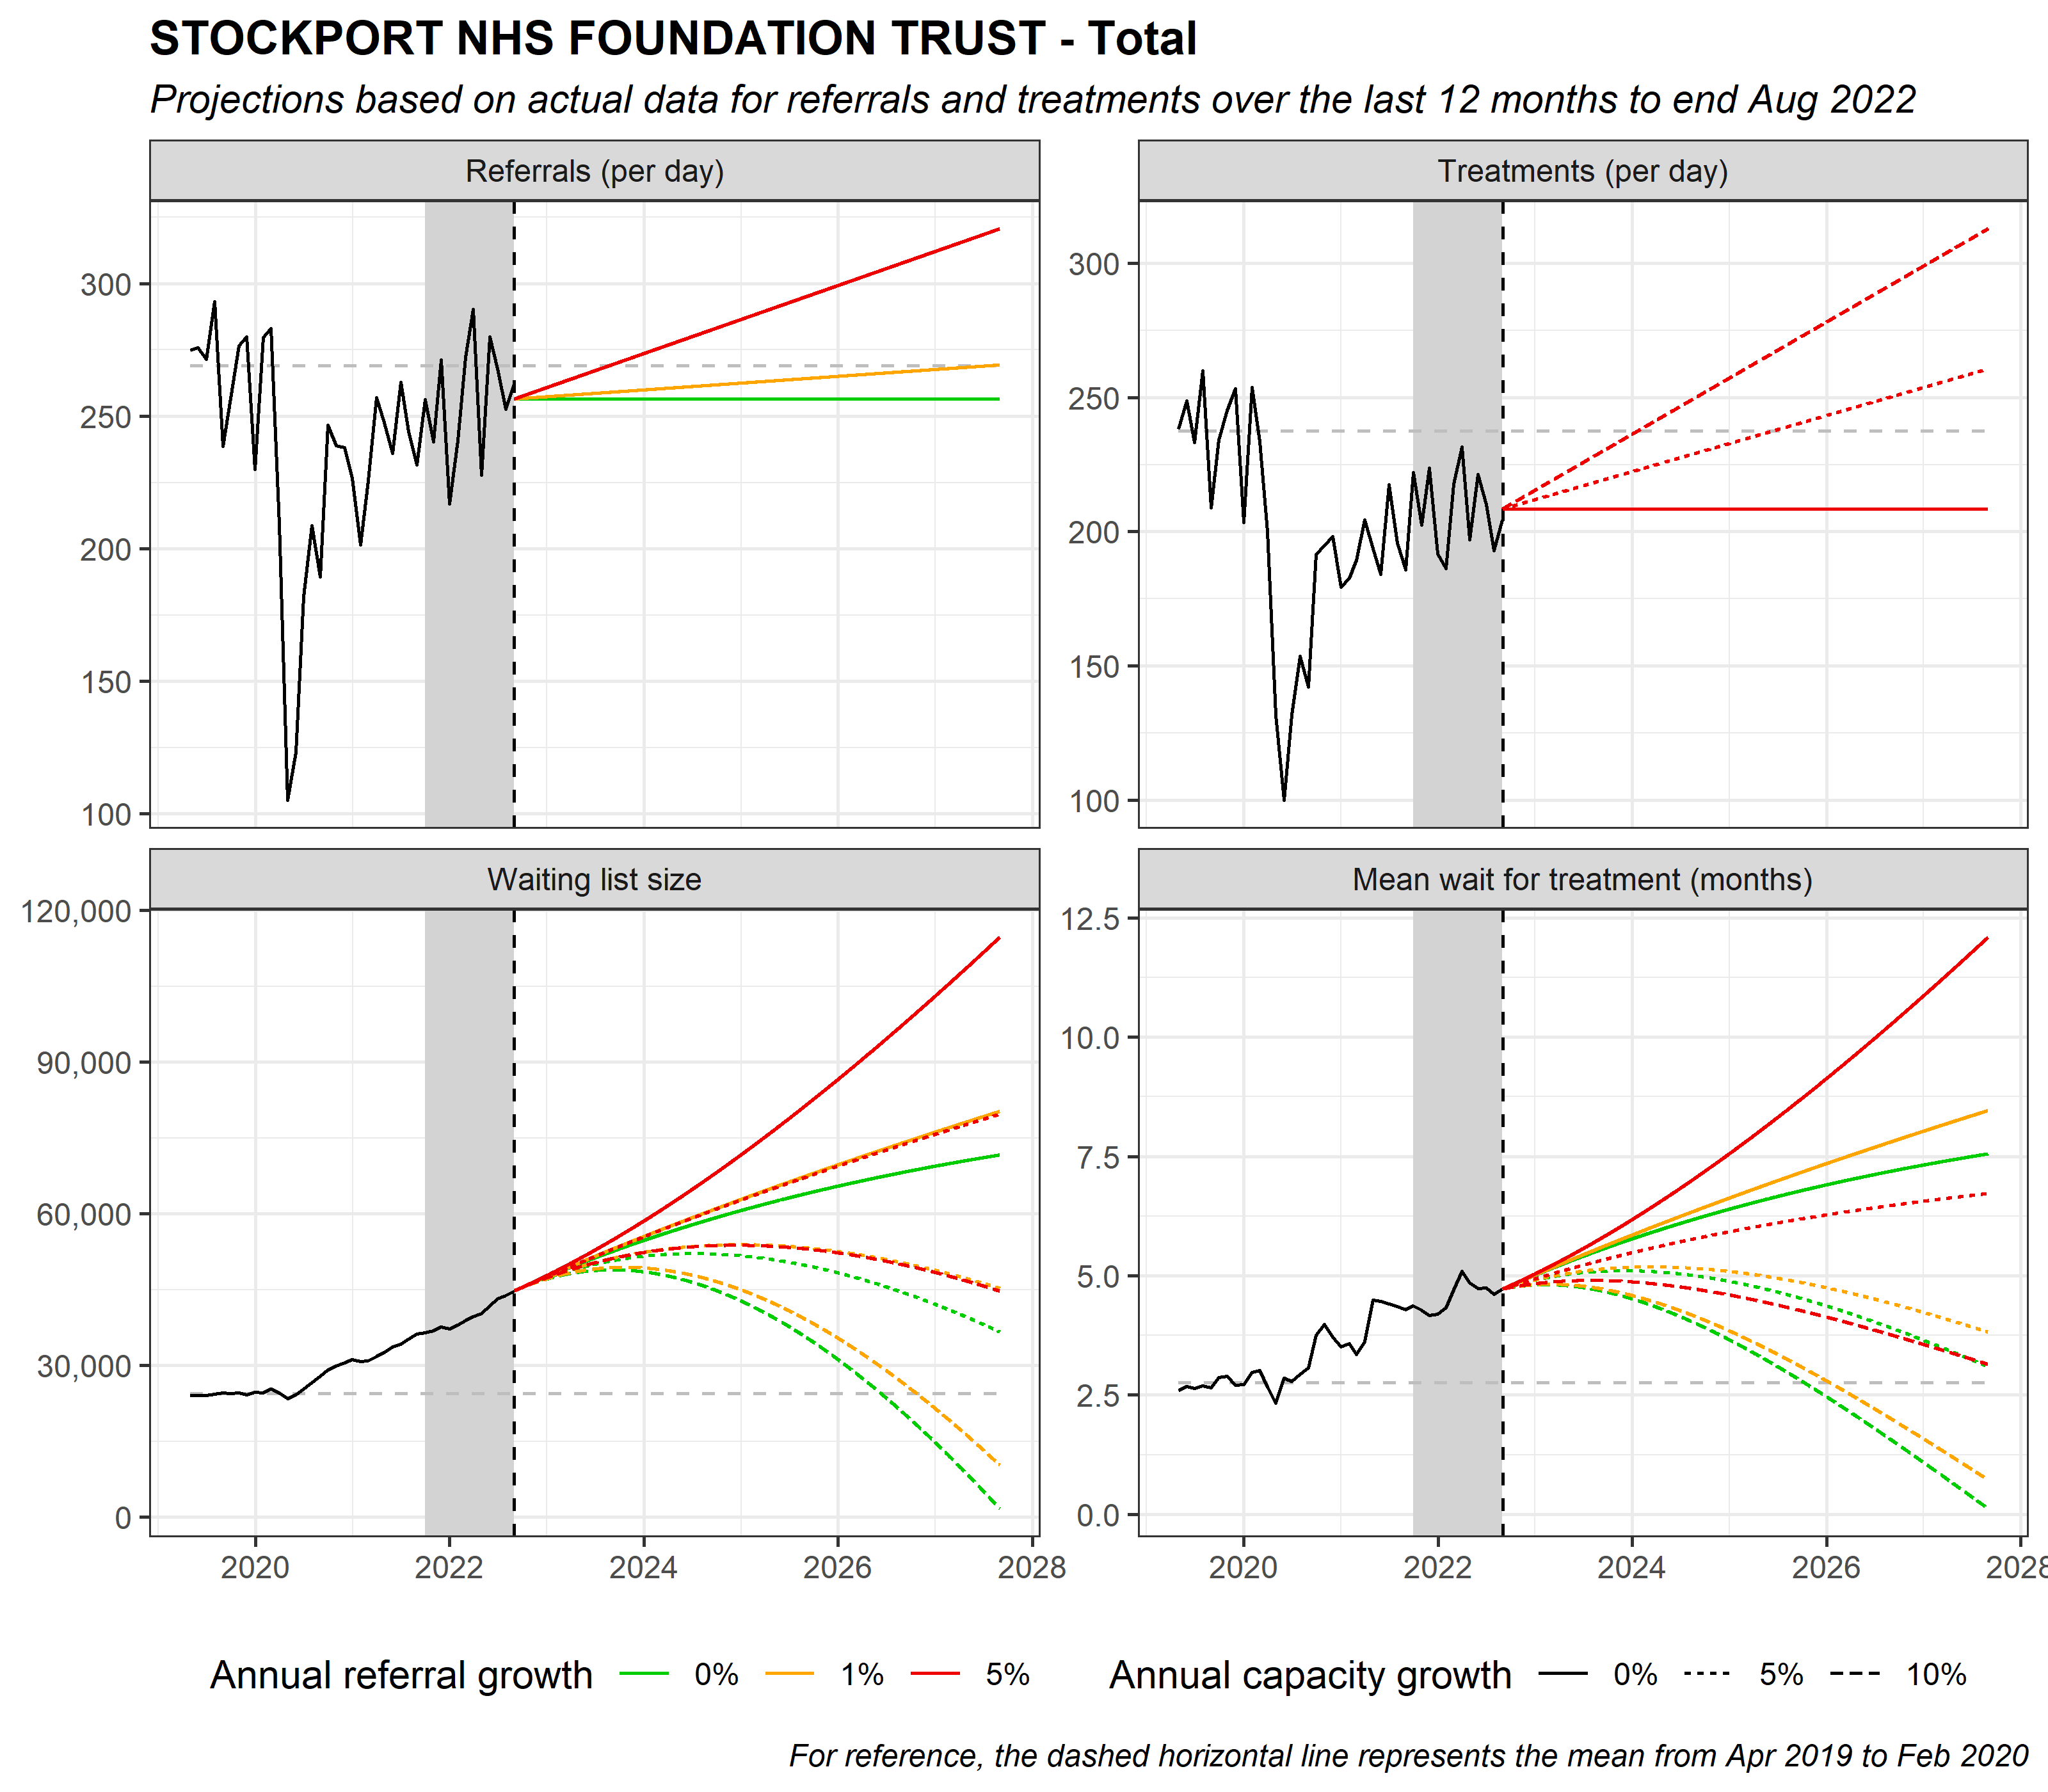 STOCKPORT NHS FOUNDATION TRUST - Total
Projections based on actual data for referrals and treatments over the last 12 months to end Aug 2022
Referrals (per day)
300
250
200
150
100
Treatments (per day)
300
250
200
150
100
Waiting list size
120,000
90,000
60,000
30,000
0
2020 2022 2024 2026 2028
Mean wait for treatment (months)
12.5
10.0
7.5
5.0
2.5
0.0
2020 2022 2024 2026 2028
Annual referral growth 0% 1% 5%
Annual capacity growth 0% 5% 10%
For reference, the dashed horizontal line represents the mean from Apr 2019 to Feb 2020